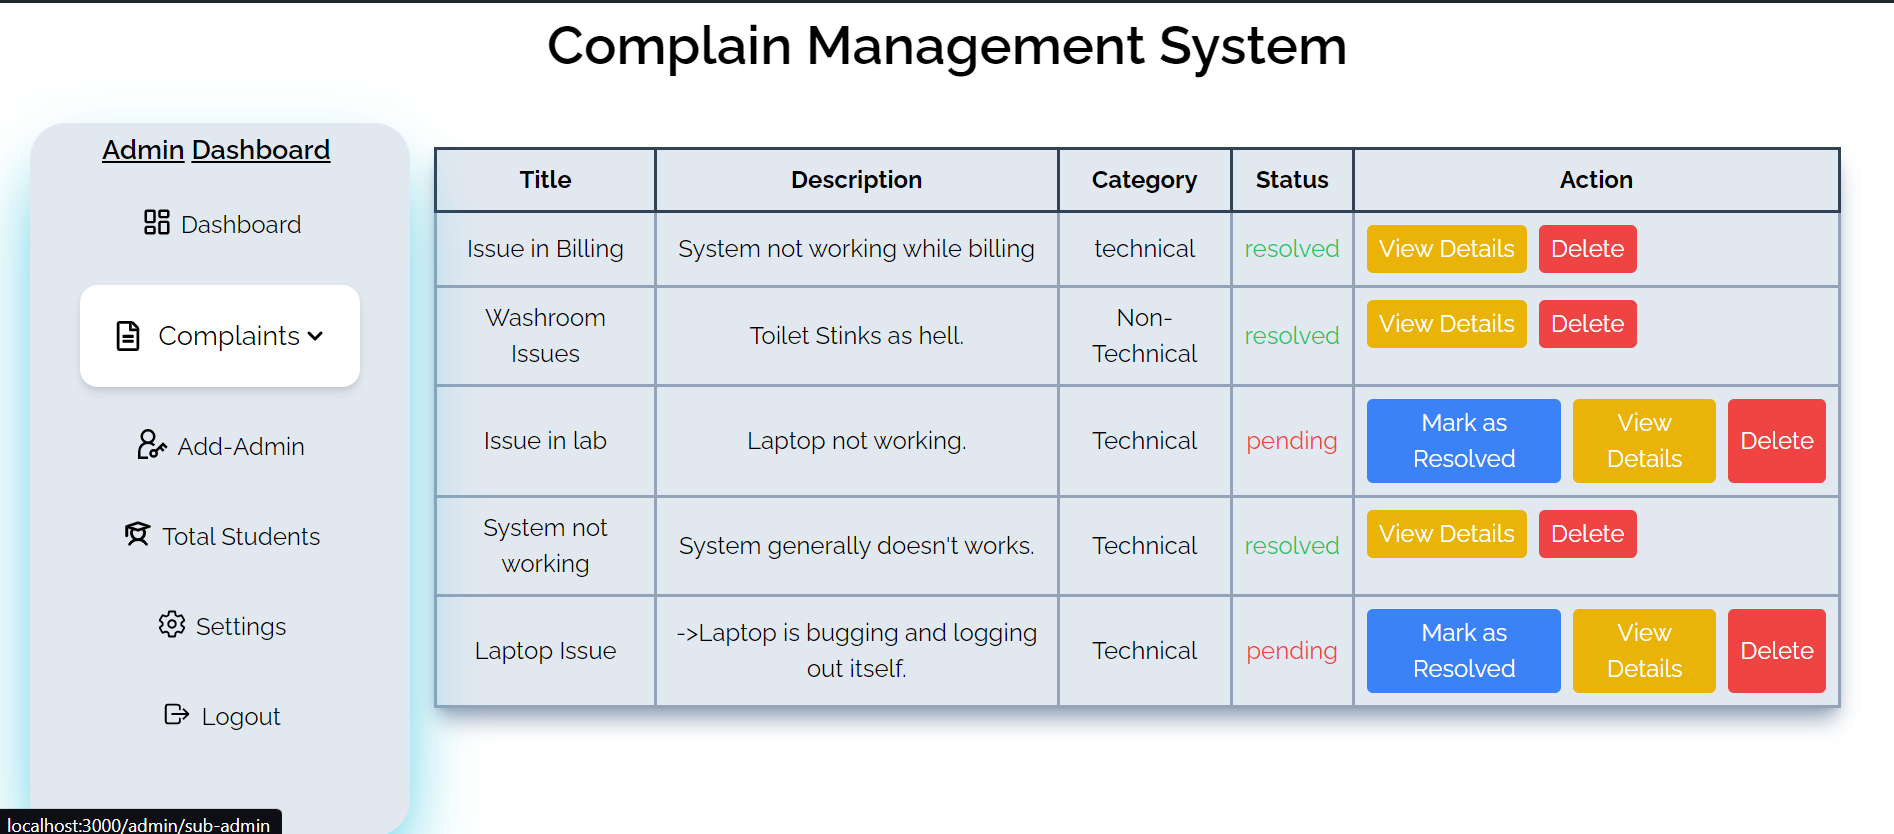 Complain Management System
Admin Dashboard
Dashboard
Complaints
Add-Admin
Total Students
Settings
Logout
Title Description Category Status Action
Issue in Billing System not working while billing technical resolved View Details Delete
Washroom
Issues
Toilet Stinks as hell.
Non-
Technical
resolved
View Details Delete
Issue in lab
Laptop not working.
Technical
pending
Mark as
Resolved
View
Details
Delete
System not
working
System generally doesn't works.
Technical
resolved
View Details Delete
Laptop Issue
->Laptop is bugging and logging
out itself.
Technical
pending
Mark as
Resolved
View
Details
Delete
localhost:3000/admin/sub-admin